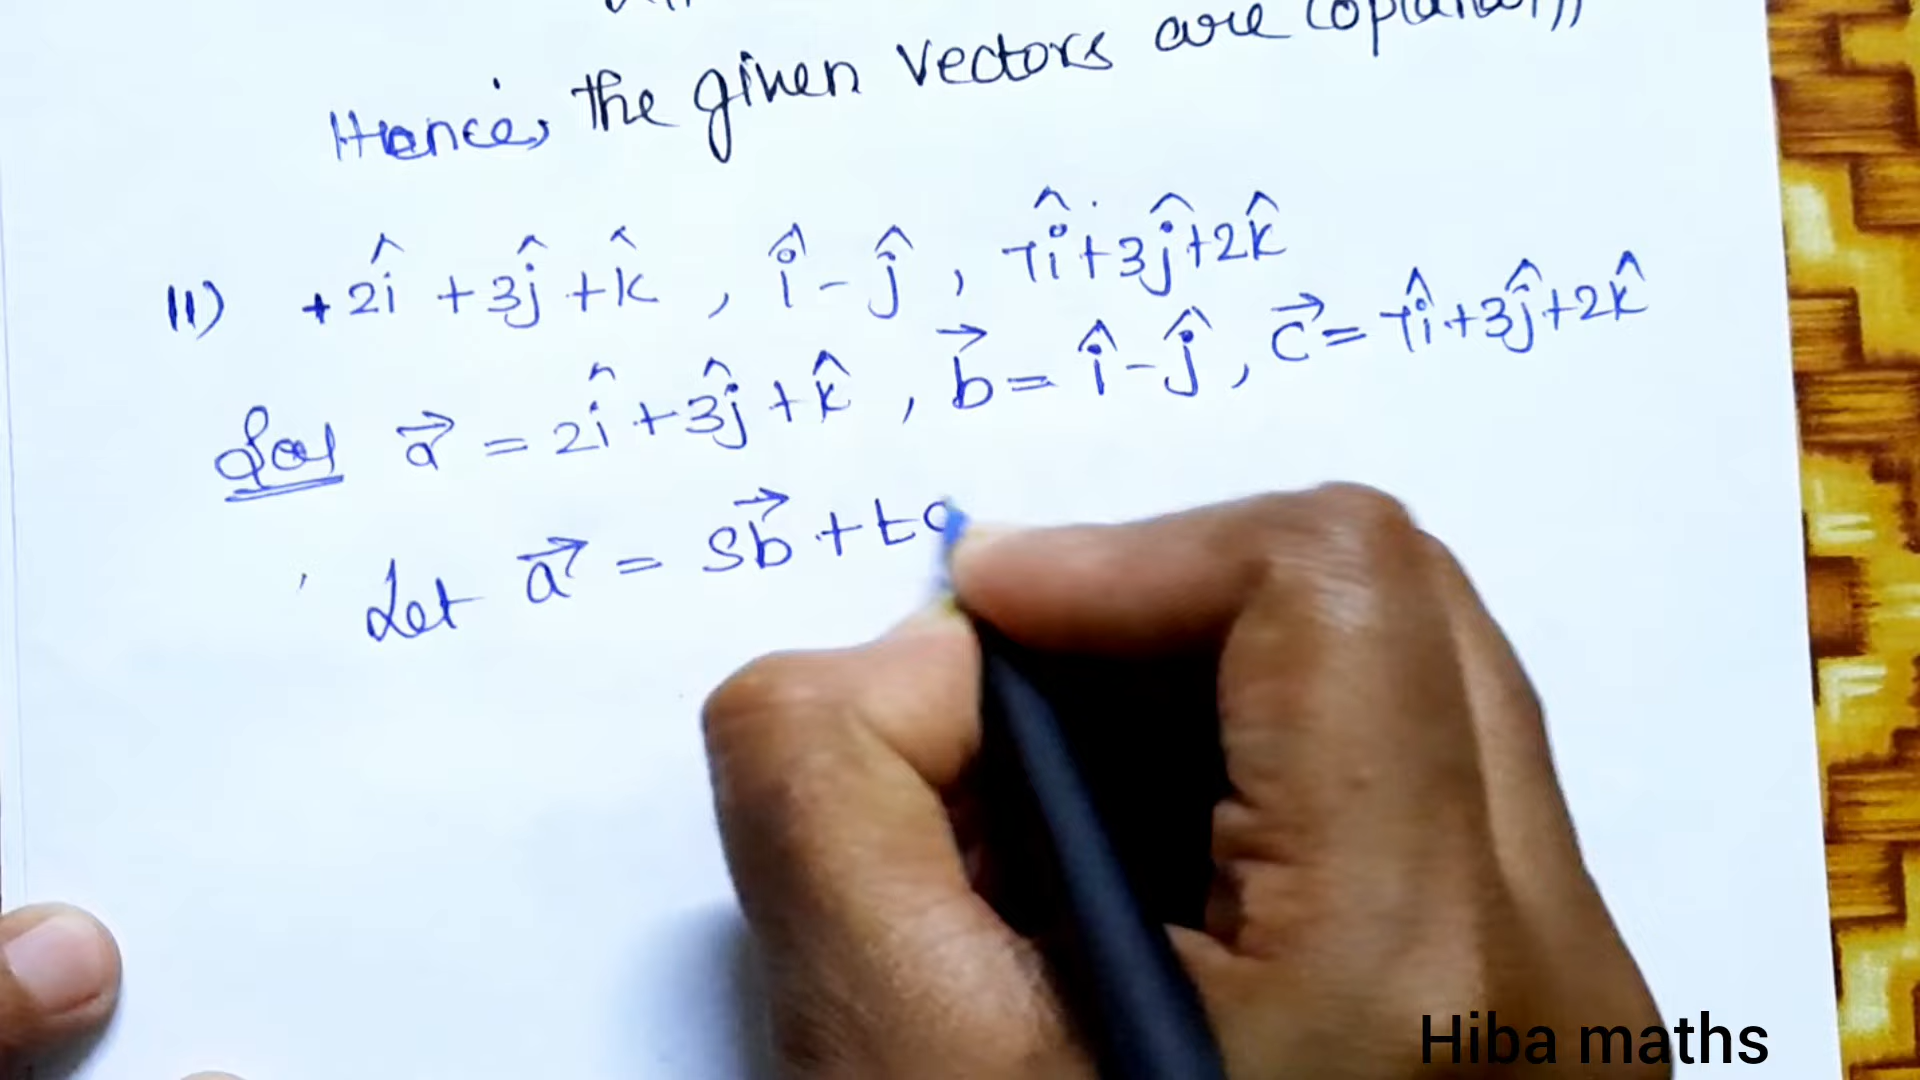 Hence, the given vectors are
II) +2î + 3ĵ + k̂ , î - ĵ , 7î + 3ĵ + 2k̂
Sol a⃗ = 2î + 3ĵ + k̂ , b⃗ = î - ĵ , c⃗ = 7î + 3ĵ + 2k̂
Let a⃗ = sb⃗ + tc
Hiba maths